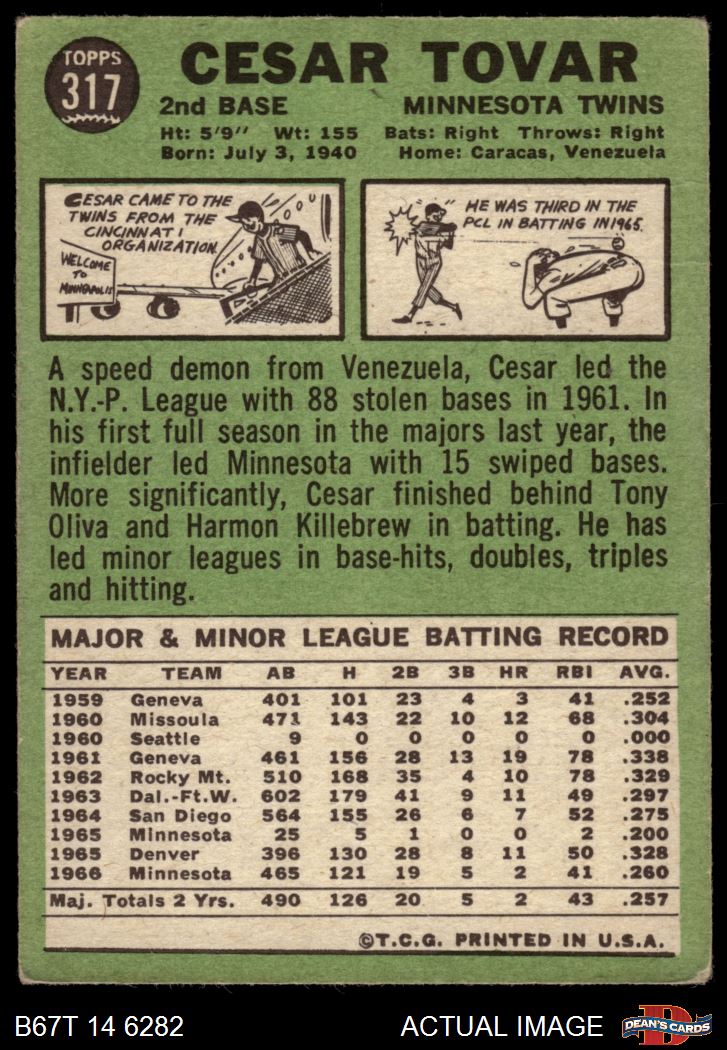 TOPPS
317
CESAR TOVAR
2nd BASE MINNESOTA TWINS
Ht: 5'9" Wt: 155 Bats: Right Throws: Right
Born: July 3, 1940 Home: Caracas, Venezuela
CESAR CAME TO THE
TWINS FROM THE
CINCINNATI
ORGANIZATION.
WELCOME
TO
MINNEAPOLIS
HE WAS THIRD IN THE
PCL IN BATTING IN 1965.
A speed demon from Venezuela, Cesar led the
N.Y.-P. League with 88 stolen bases in 1961. In
his first full season in the majors last year, the
infielder led Minnesota with 15 swiped bases.
More significantly, Cesar finished behind Tony
Oliva and Harmon Killebrew in batting. He has
led minor leagues in base-hits, doubles, triples
and hitting.
MAJOR & MINOR LEAGUE BATTING RECORD
YEAR TEAM AB H 2B 3B HR RBI AVG.
1959 Geneva 401 101 23 4 3 41 .252
1960 Missoula 471 143 22 10 12 68 .304
1960 Seattle 9 0 0 0 0 0 .000
1961 Geneva 461 156 28 13 19 78 .338
1962 Rocky Mt. 510 168 35 4 10 78 .329
1963 Dal.-Ft.W. 602 179 41 9 11 49 .297
1964 San Diego 564 155 26 6 7 52 .275
1965 Minnesota 25 5 1 0 0 2 .200
1965 Denver 396 130 28 8 11 50 .328
1966 Minnesota 465 121 19 5 2 41 .260
Maj. Totals 2 Yrs. 490 126 20 5 2 43 .257
©T.C.G. PRINTED IN U.S.A.
B67T 14 6282 ACTUAL IMAGE
D
DEAN'S CARDS